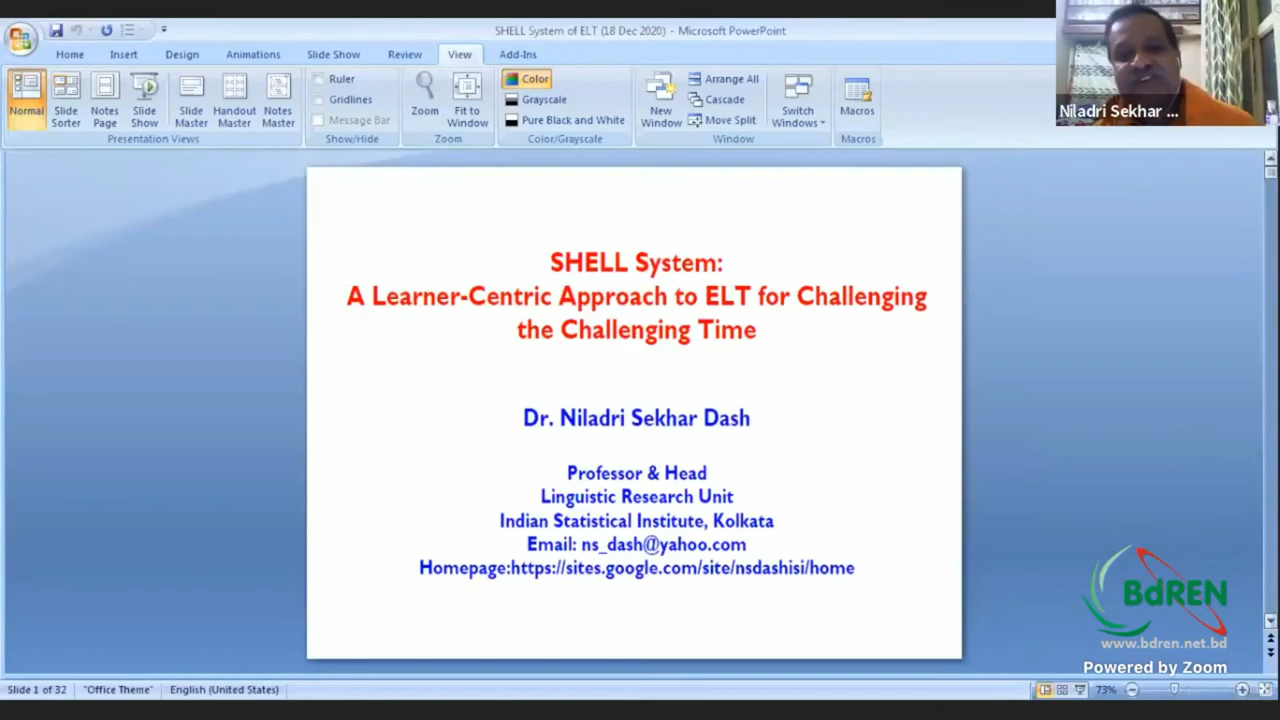 SHELL System of ELT (18 Dec 2020) - Microsoft PowerPoint
Home Insert Design Animations Slide Show Review View Add-Ins
Normal
Slide Sorter
Notes Page
Slide Show
Slide Master
Handout Master
Notes Master
Presentation Views
Ruler
Gridlines
Message Bar
Show/Hide
Zoom
Fit to Window
Zoom
Color
Grayscale
Pure Black and White
Color/Grayscale
New Window
Arrange All
Cascade
Move Split
Switch Windows
Window
Macros
Macros
Niladri Sekhar ...
SHELL System:
A Learner-Centric Approach to ELT for Challenging
the Challenging Time
Dr. Niladri Sekhar Dash
Professor & Head
Linguistic Research Unit
Indian Statistical Institute, Kolkata
Email: ns_dash@yahoo.com
Homepage:https://sites.google.com/site/nsdashisi/home
BdREN
www.bdren.net.bd
Powered by Zoom
Slide 1 of 32 "Office Theme" English (United States) 73%